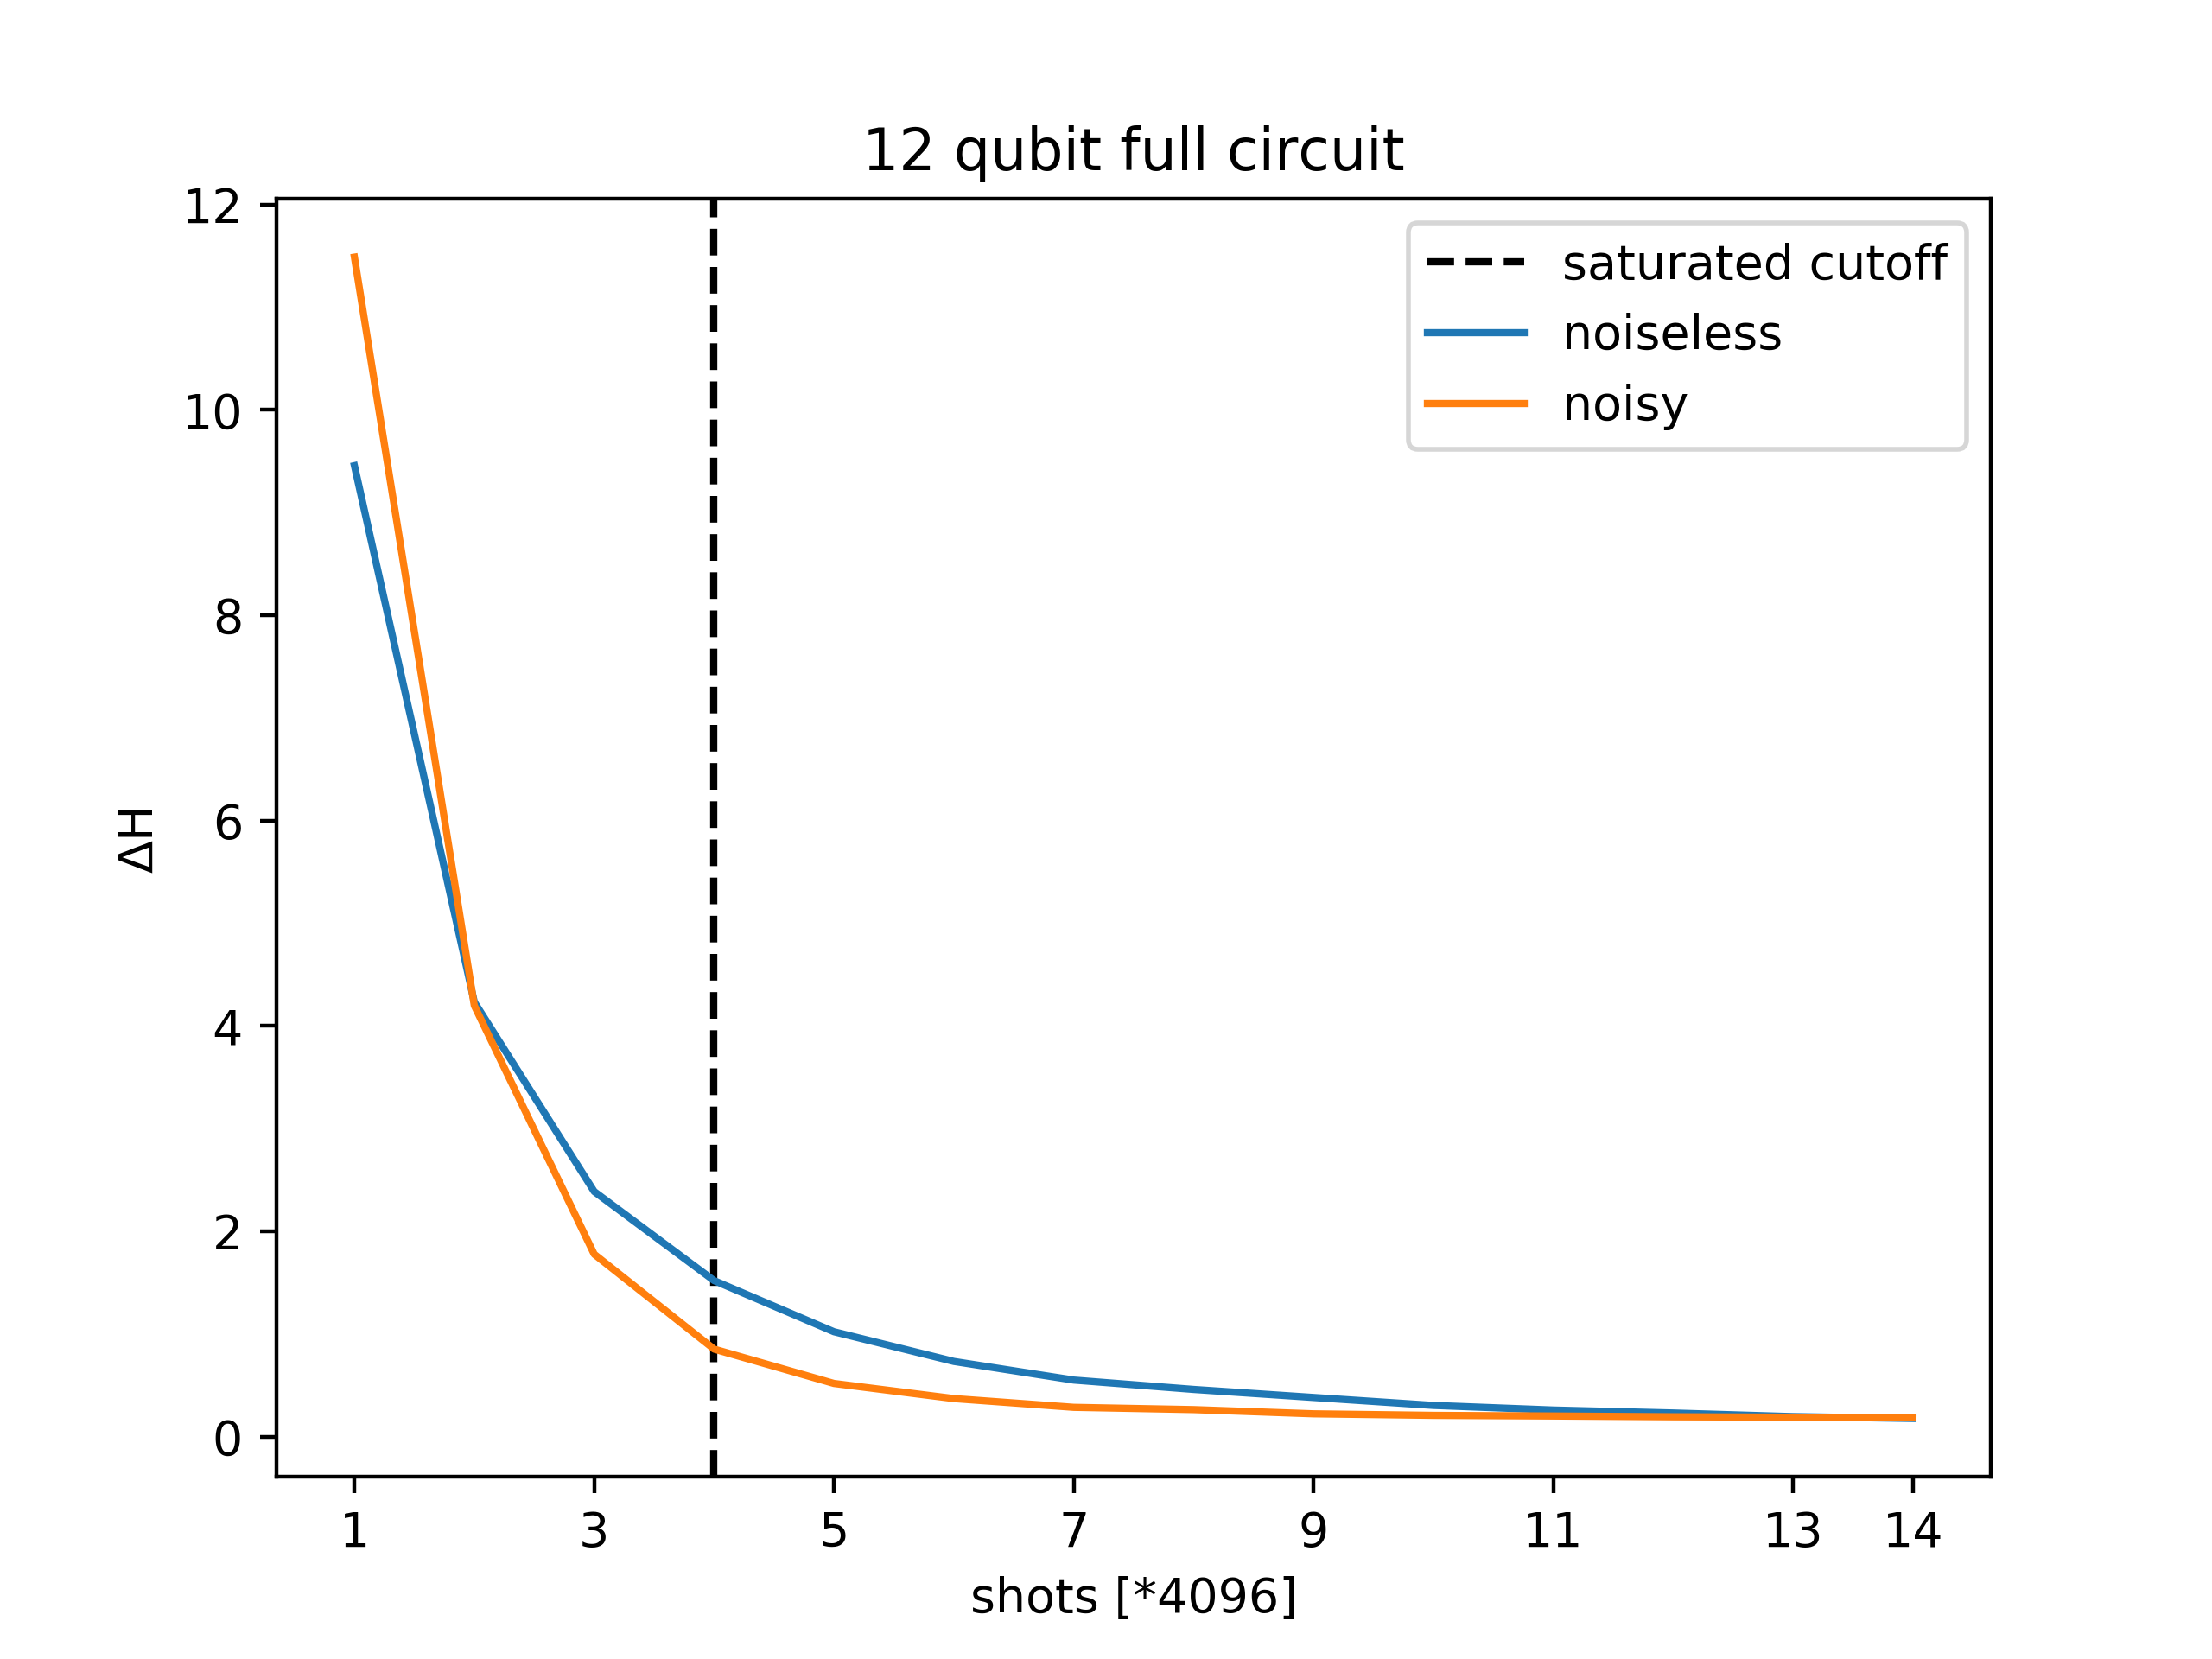 12 qubit full circuit
saturated cutoff
noiseless
noisy
12
10
8
6
4
2
0
ΔH
1 3 5 7 9 11 13 14
shots [*4096]